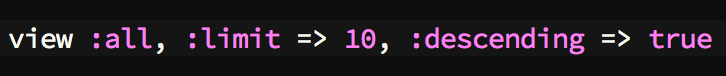 view :all, :limit => 10, :descending => true